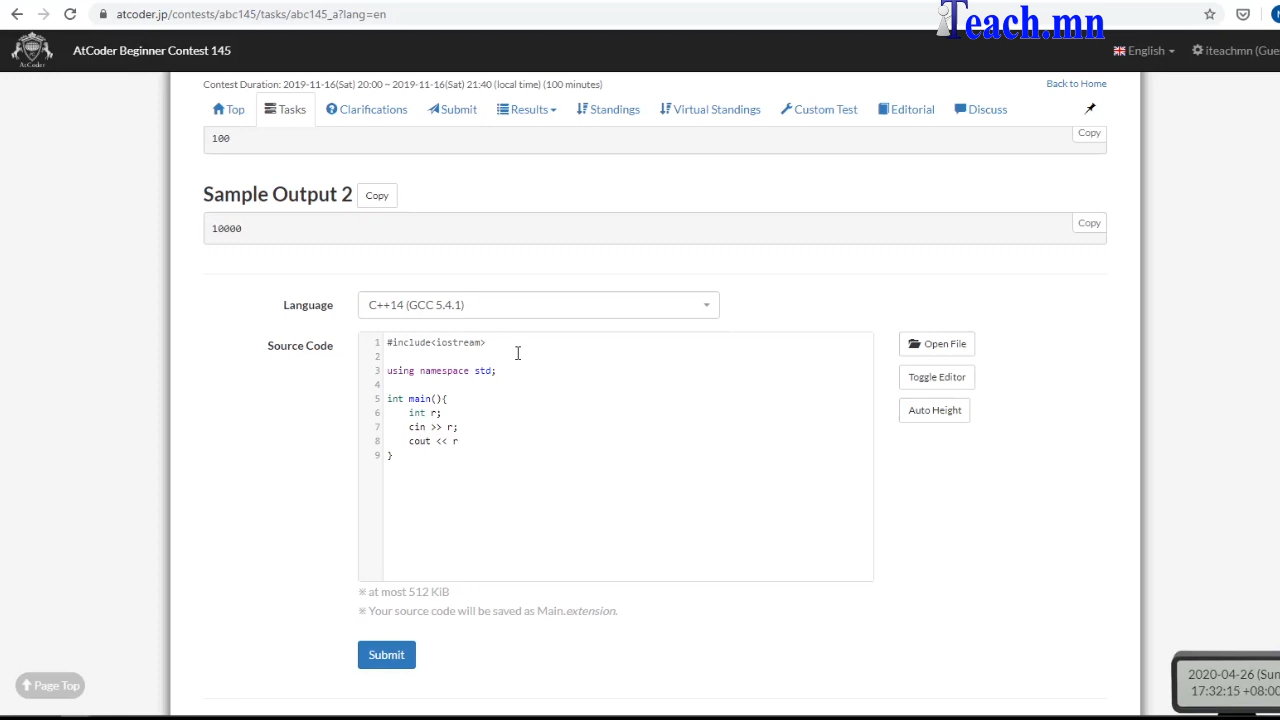 atcoder.jp/contests/abc145/tasks/abc145_a?lang=en
Teach.mn
AtCoder
AtCoder Beginner Contest 145
English
iteachmn (Gue
Contest Duration: 2019-11-16(Sat) 20:00 ~ 2019-11-16(Sat) 21:40 (local time) (100 minutes)
Back to Home
Top Tasks Clarifications Submit Results Standings Virtual Standings Custom Test Editorial Discuss
100
Copy
Sample Output 2 Copy
10000
Copy
Language
C++14 (GCC 5.4.1)
Source Code
1 #include<iostream>
2
3 using namespace std;
4
5 int main(){
6 int r;
7 cin >> r;
8 cout << r
9 }
Open File
Toggle Editor
Auto Height
※ at most 512 KiB
※ Your source code will be saved as Main.extension.
Submit
Page Top
2020-04-26 (Sun
17:32:15 +08:00